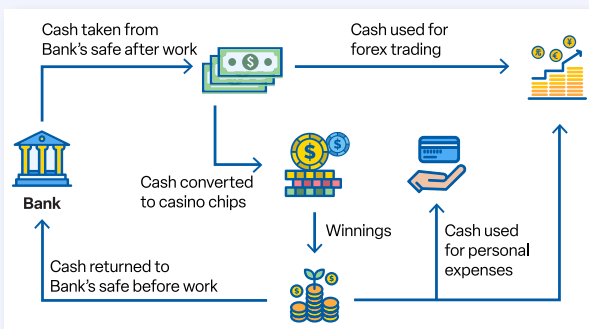 Cash taken from
Bank's safe after work
Cash used for
forex trading
Bank
Cash converted
to casino chips
Winnings
Cash used
for personal
expenses
Cash returned to
Bank's safe before work